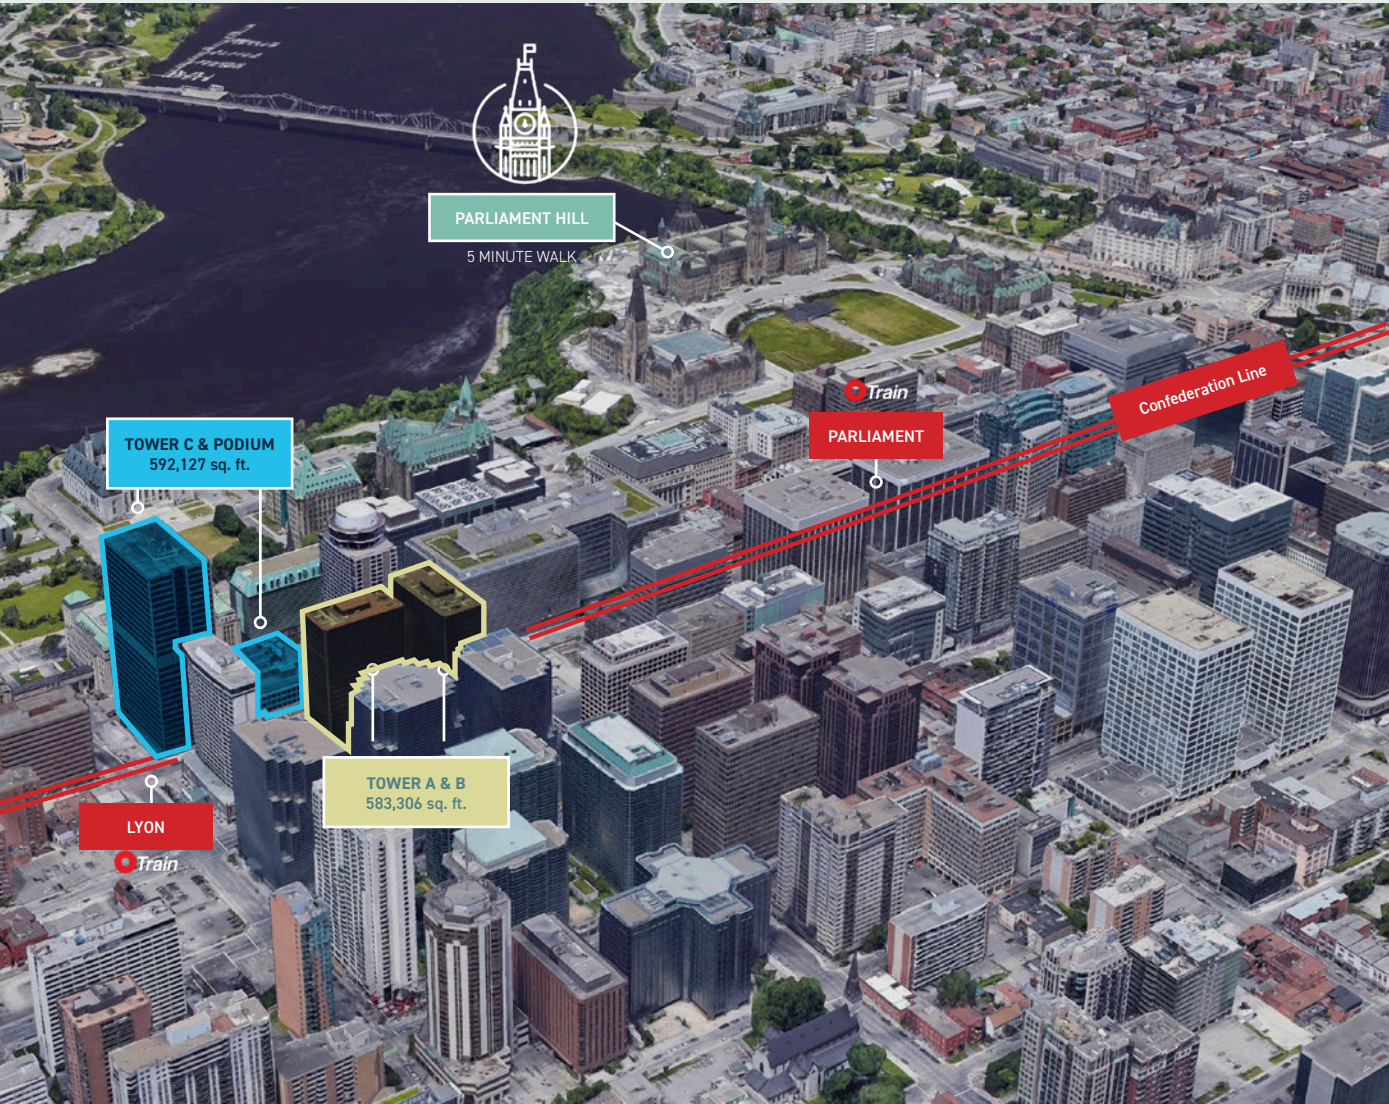 PARLIAMENT HILL
5 MINUTE WALK
Confederation Line
Train
PARLIAMENT
TOWER C & PODIUM
592,127 sq. ft.
TOWER A & B
583,306 sq. ft.
LYON
Train